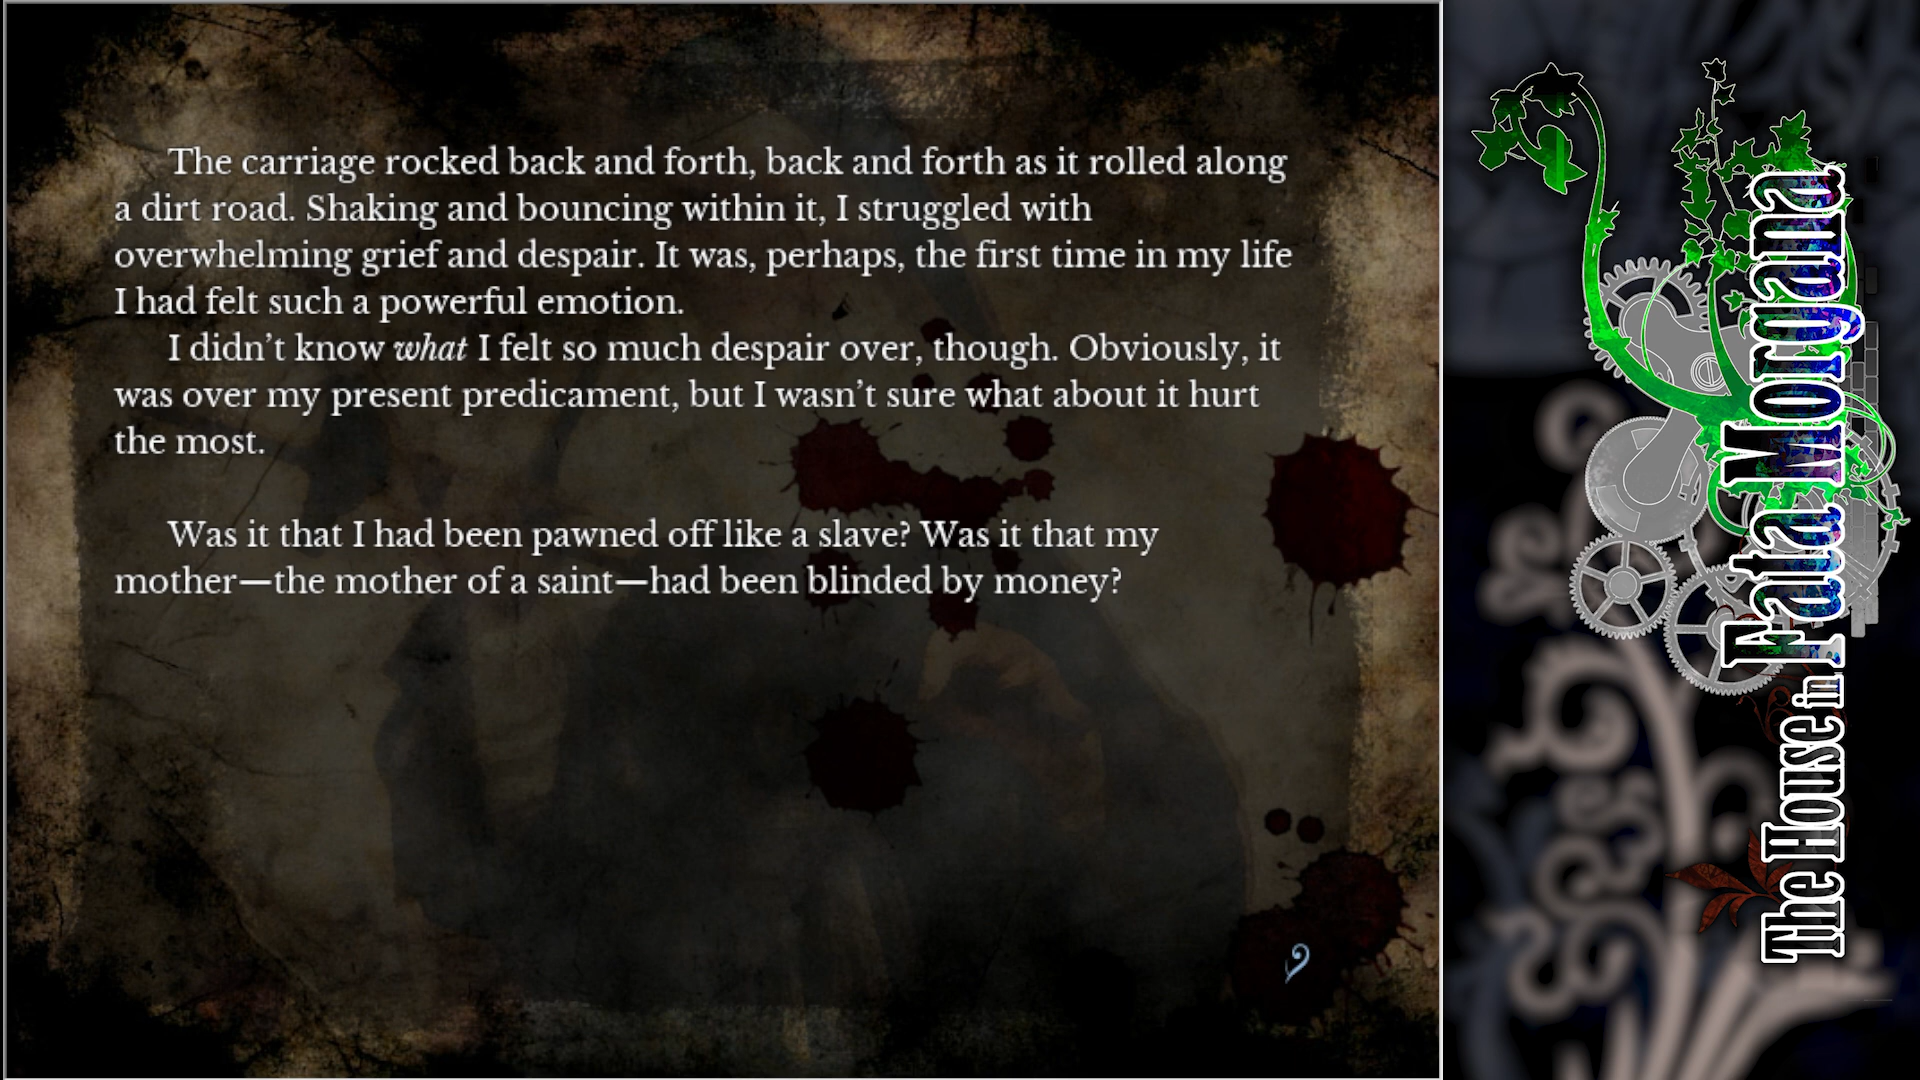 The carriage rocked back and forth, back and forth as it rolled along
a dirt road. Shaking and bouncing within it, I struggled with
overwhelming grief and despair. It was, perhaps, the first time in my life
I had felt such a powerful emotion.
I didn’t know what I felt so much despair over, though. Obviously, it
was over my present predicament, but I wasn’t sure what about it hurt
the most.
Was it that I had been pawned off like a slave? Was it that my
mother—the mother of a saint—had been blinded by money?
The House in Fata Morgana